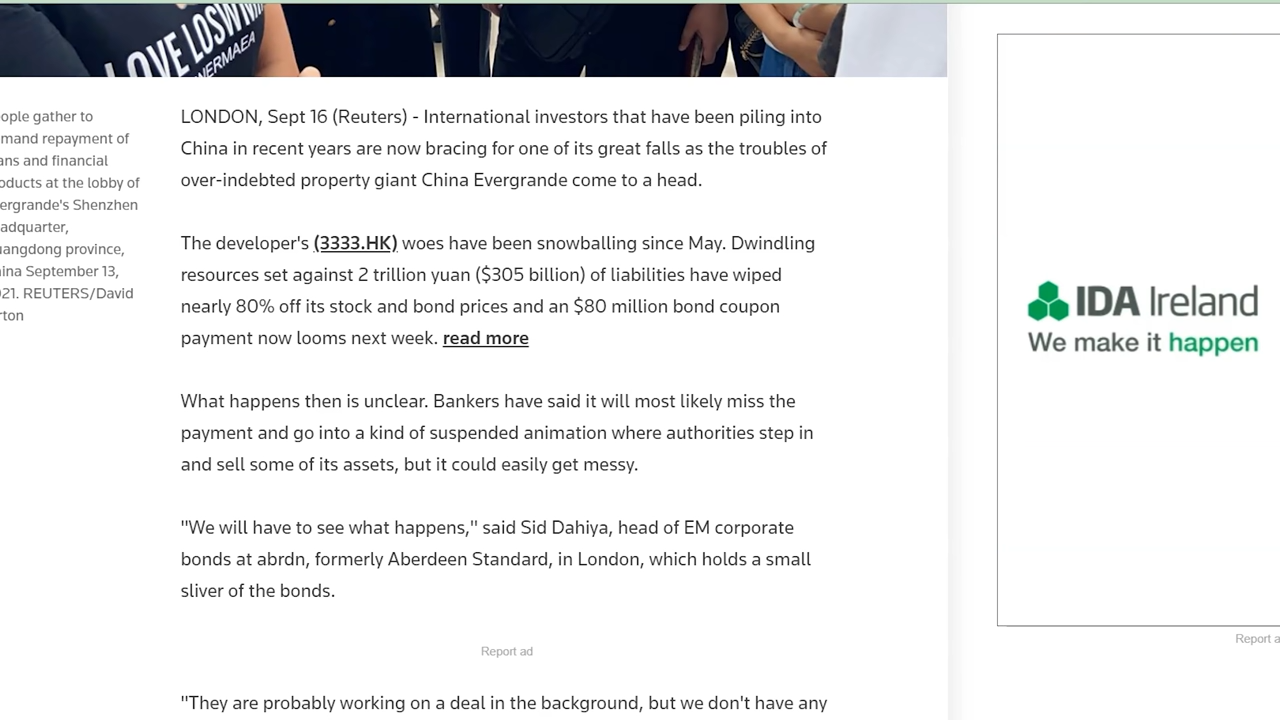 LOVE LOSWNM
NERMAEA
ople gather to
mand repayment of
ans and financial
oducts at the lobby of
ergrande's Shenzhen
adquarter,
uangdong province,
ina September 13,
21. REUTERS/David
rton
LONDON, Sept 16 (Reuters) - International investors that have been piling into
China in recent years are now bracing for one of its great falls as the troubles of
over-indebted property giant China Evergrande come to a head.
The developer's (3333.HK) woes have been snowballing since May. Dwindling
resources set against 2 trillion yuan ($305 billion) of liabilities have wiped
nearly 80% off its stock and bond prices and an $80 million bond coupon
payment now looms next week. read more
What happens then is unclear. Bankers have said it will most likely miss the
payment and go into a kind of suspended animation where authorities step in
and sell some of its assets, but it could easily get messy.
"We will have to see what happens," said Sid Dahiya, head of EM corporate
bonds at abrdn, formerly Aberdeen Standard, in London, which holds a small
sliver of the bonds.
Report ad
"They are probably working on a deal in the background, but we don't have any
IDA Ireland
We make it happen
Report a